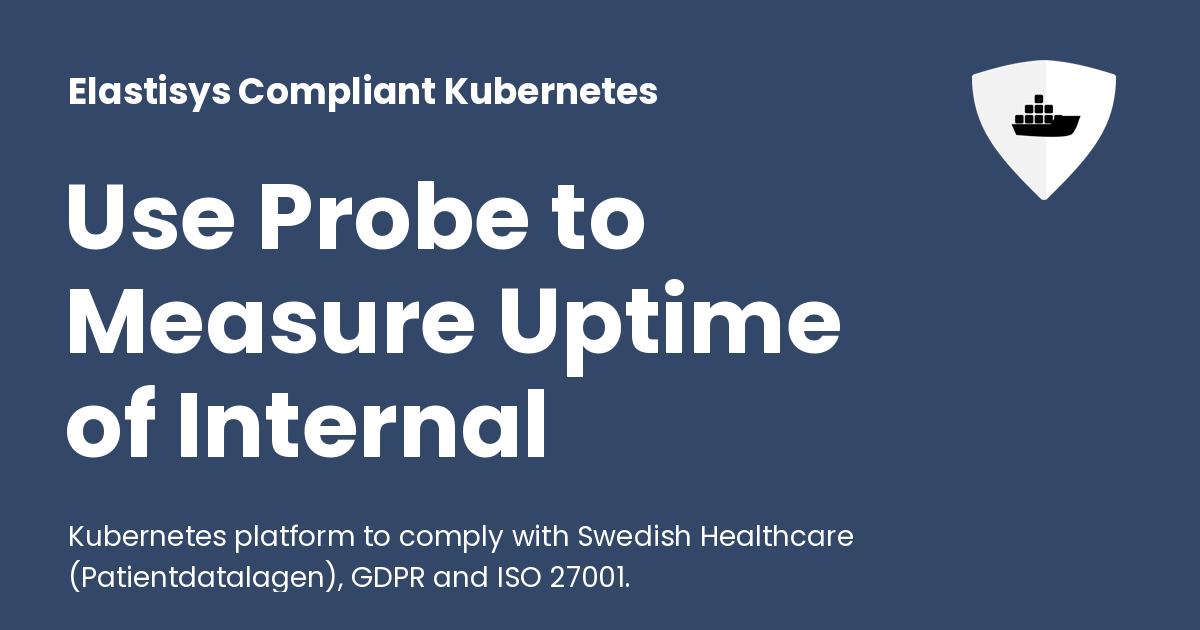 Elastisys Compliant Kubernetes
Use Probe to
Measure Uptime
of Internal
Kubernetes platform to comply with Swedish Healthcare
(Patientdatalagen), GDPR and ISO 27001.